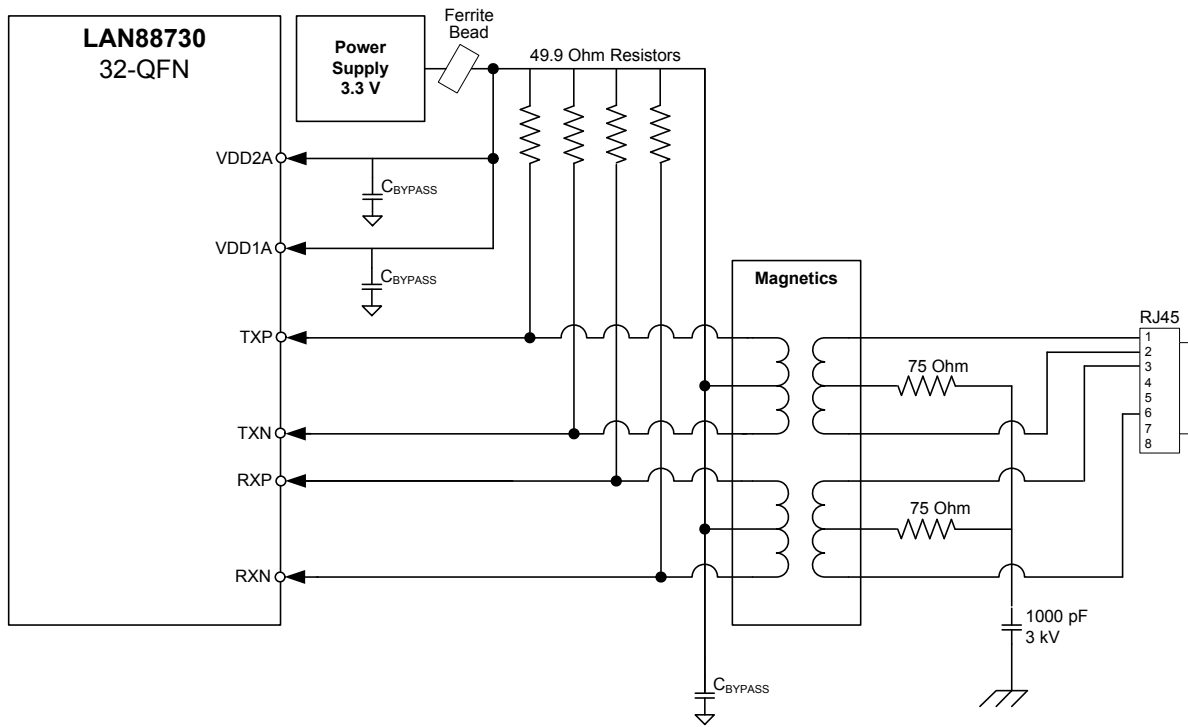 LAN88730
32-QFN
Power
Supply
3.3 V
Ferrite
Bead
49.9 Ohm Resistors
VDD2A
CBYPASS
VDD1A
CBYPASS
Magnetics
TXP
TXN
RXP
RXN
75 Ohm
75 Ohm
RJ45
1
2
3
4
5
6
7
8
1000 pF
3 kV
CBYPASS